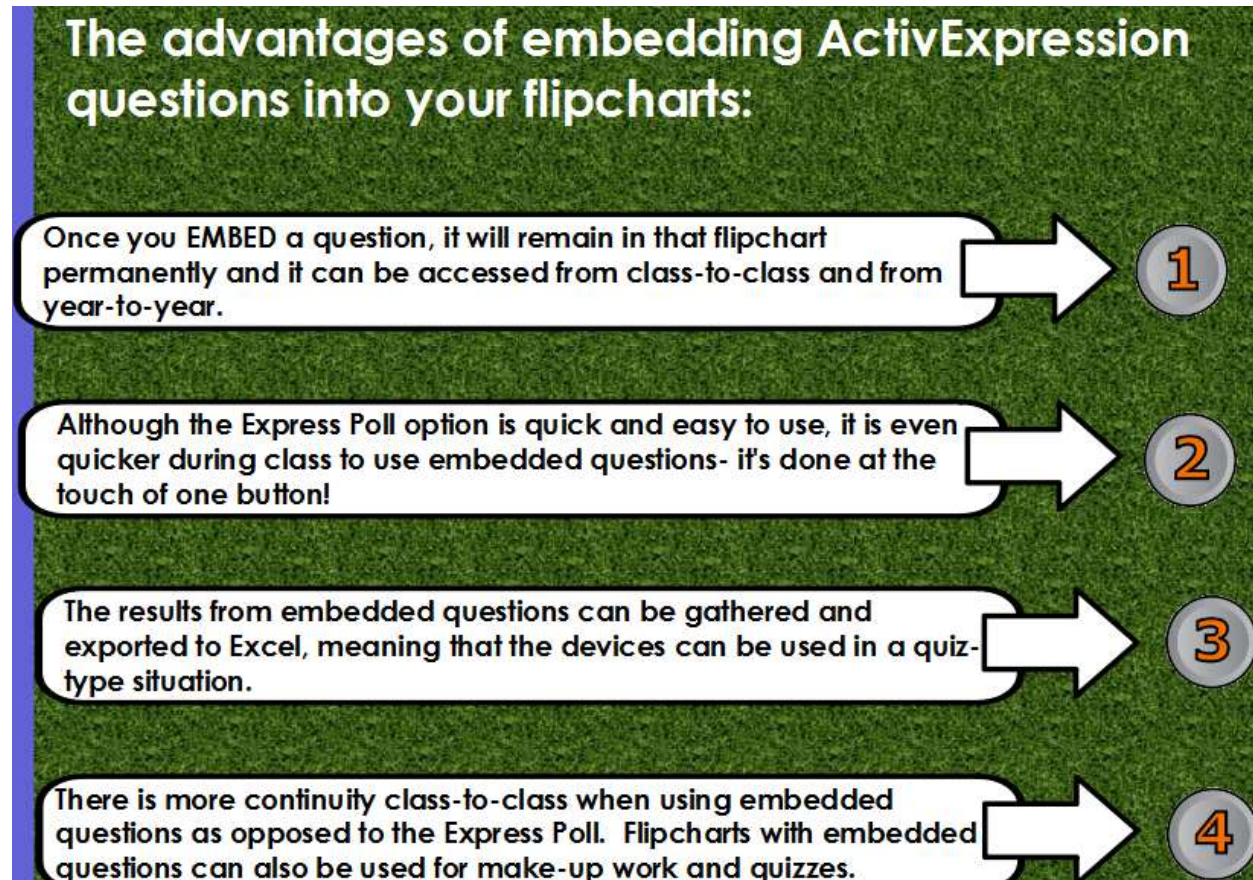 The advantages of embedding ActivExpression
questions into your flipcharts:
Once you EMBED a question, it will remain in that flipchart
permanently and it can be accessed from class-to-class and from
year-to-year.
1
Although the Express Poll option is quick and easy to use, it is even
quicker during class to use embedded questions- it's done at the
touch of one button!
2
The results from embedded questions can be gathered and
exported to Excel, meaning that the devices can be used in a quiz-
type situation.
3
There is more continuity class-to-class when using embedded
questions as opposed to the Express Poll.  Flipcharts with embedded
questions can also be used for make-up work and quizzes.
4